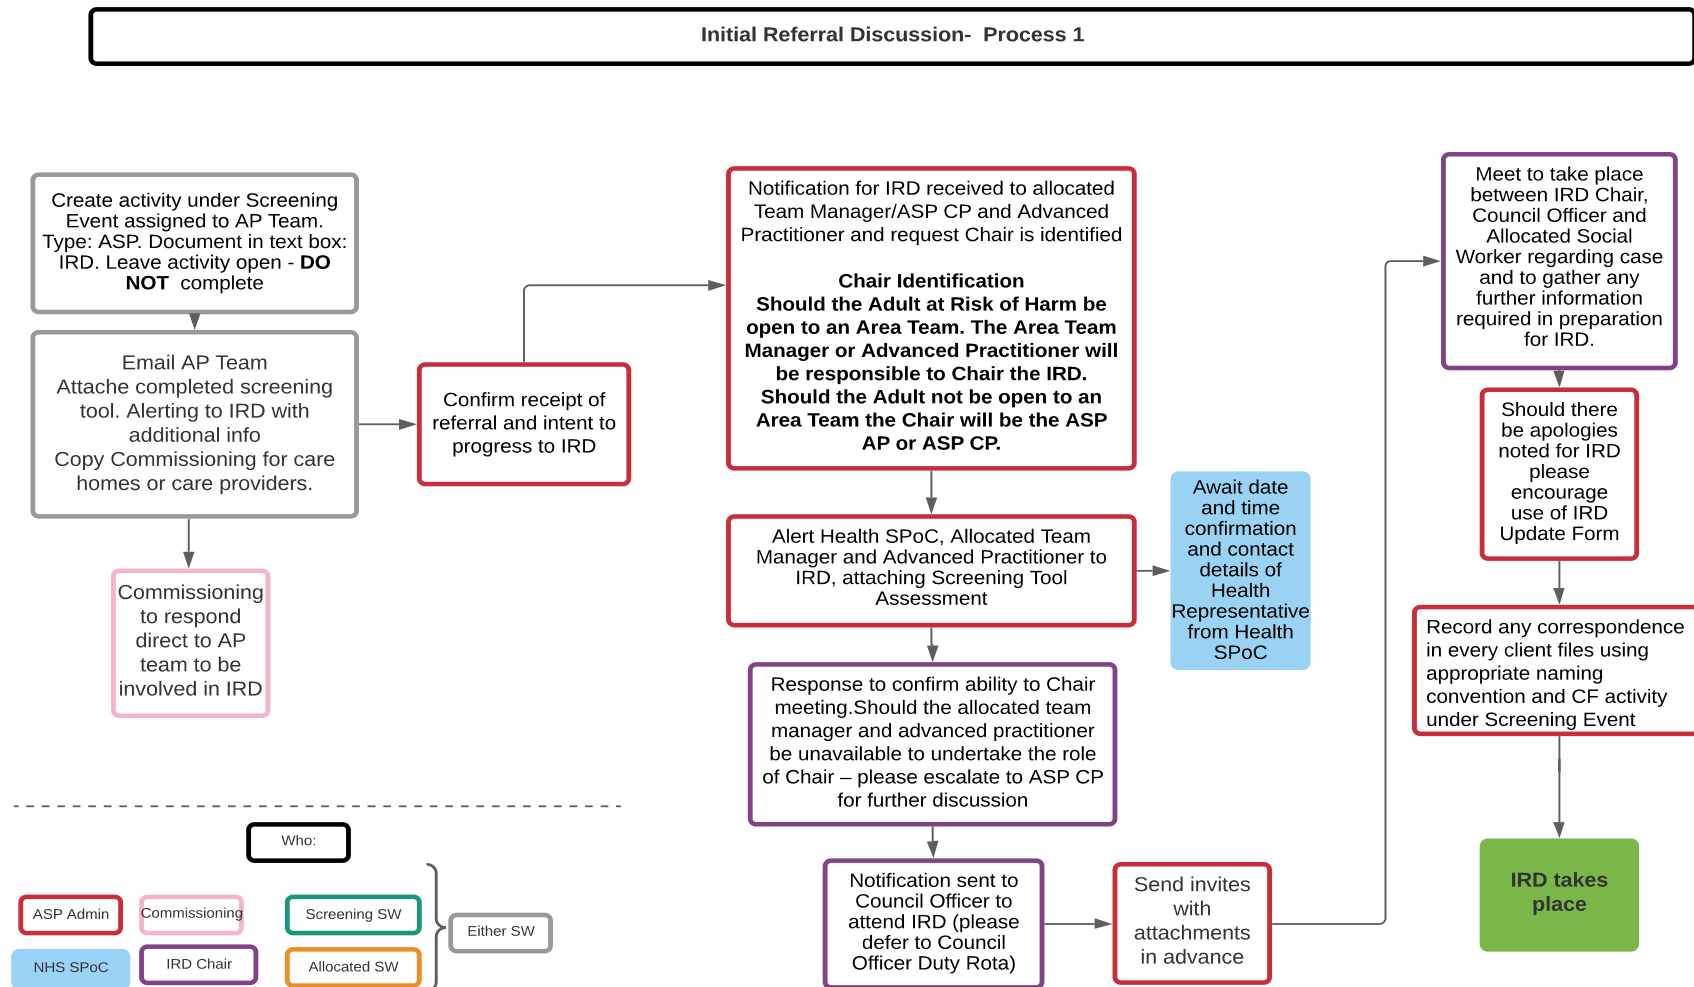 Initial Referral Discussion-  Process 1
Create activity under Screening
Event assigned to AP Team.
Type: ASP. Document in text box:
IRD. Leave activity open - DO
NOT  complete
Email AP Team
Attache completed screening
tool. Alerting to IRD with
additional info
Copy Commissioning for care
homes or care providers.
Commissioning
to respond
direct to AP
team to be
involved in IRD
Confirm receipt of
referral and intent to
progress to IRD
Notification for IRD received to allocated
Team Manager/ASP CP and Advanced
Practitioner and request Chair is identified
Chair Identification
Should the Adult at Risk of Harm be
open to an Area Team. The Area Team
Manager or Advanced Practitioner will
be responsible to Chair the IRD.
Should the Adult not be open to an
Area Team the Chair will be the ASP
AP or ASP CP.
Alert Health SPoC, Allocated Team
Manager and Advanced Practitioner to
IRD, attaching Screening Tool
Assessment
Await date
and time
confirmation
and contact
details of
Health
Representative
from Health
SPoC
Response to confirm ability to Chair
meeting.Should the allocated team
manager and advanced practitioner
be unavailable to undertake the role
of Chair – please escalate to ASP CP
for further discussion
Notification sent to
Council Officer to
attend IRD (please
defer to Council
Officer Duty Rota)
Send invites
with
attachments
in advance
Meet to take place
between IRD Chair,
Council Officer and
Allocated Social
Worker regarding case
and to gather any
further information
required in preparation
for IRD.
Should there
be apologies
noted for IRD
please
encourage
use of IRD
Update Form
Record any correspondence
in every client files using
appropriate naming
convention and CF activity
under Screening Event
IRD takes
place
Who:
ASP Admin
Commissioning
Screening SW
Either SW
NHS SPoC
IRD Chair
Allocated SW